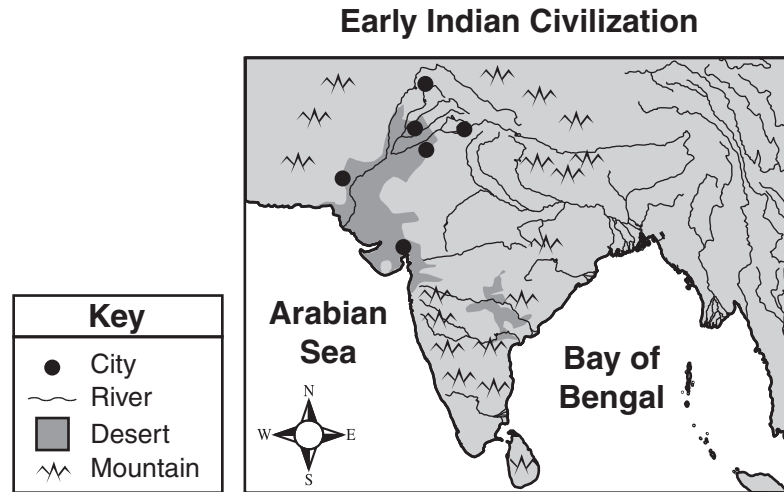 Early Indian Civilization
Arabian
Sea
Bay of
Bengal
N
W
E
S
Key
City
River
Desert
Mountain